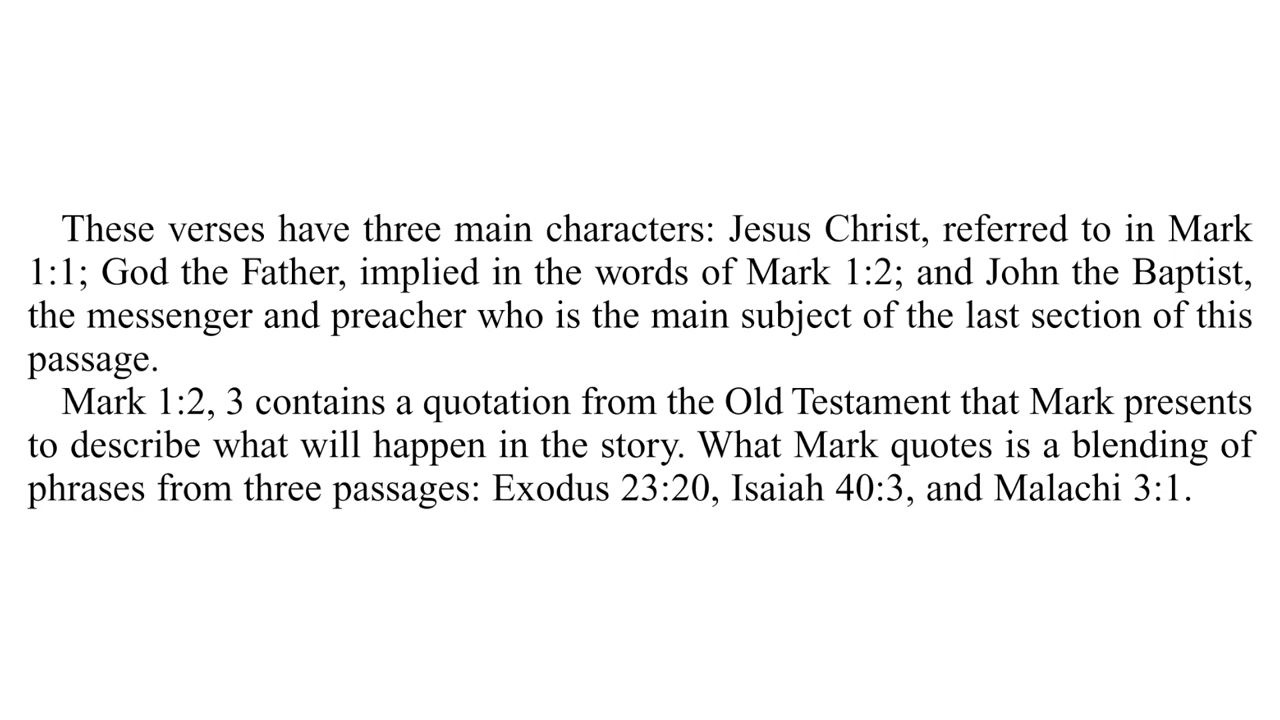 These verses have three main characters: Jesus Christ, referred to in Mark
1:1; God the Father, implied in the words of Mark 1:2; and John the Baptist,
the messenger and preacher who is the main subject of the last section of this
passage.
Mark 1:2, 3 contains a quotation from the Old Testament that Mark presents
to describe what will happen in the story. What Mark quotes is a blending of
phrases from three passages: Exodus 23:20, Isaiah 40:3, and Malachi 3:1.